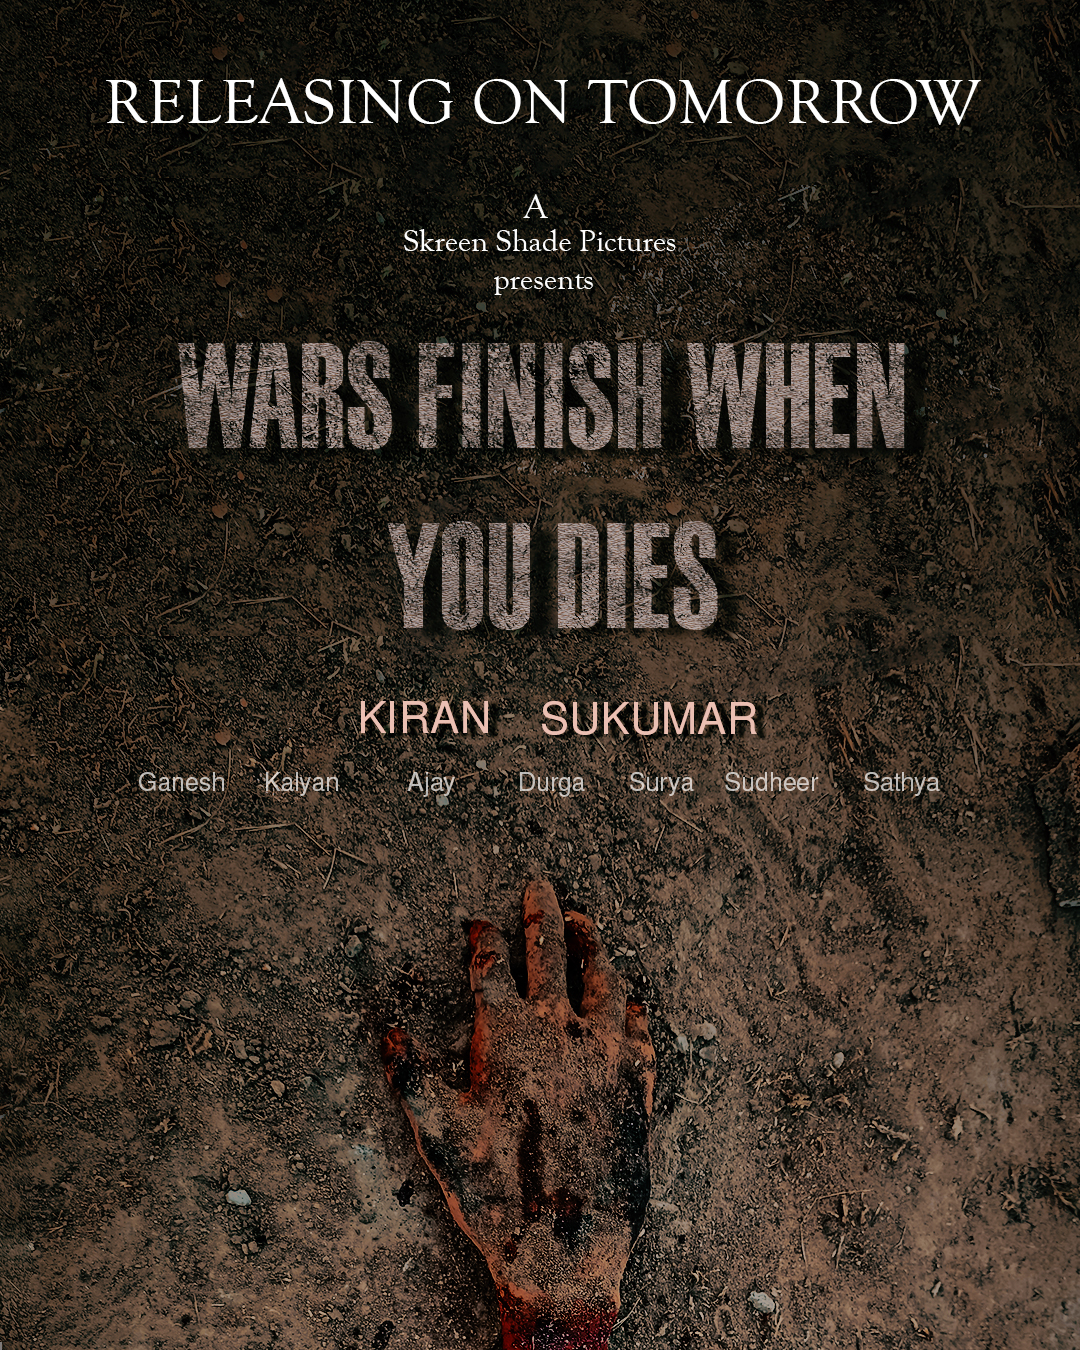 RELEASING ON TOMORROW
A
Skreen Shade Pictures
presents
WARS FINISH WHEN
YOU DIES
KIRAN SUKUMAR
Ganesh Kalyan Ajay Durga Surya Sudheer Sathya